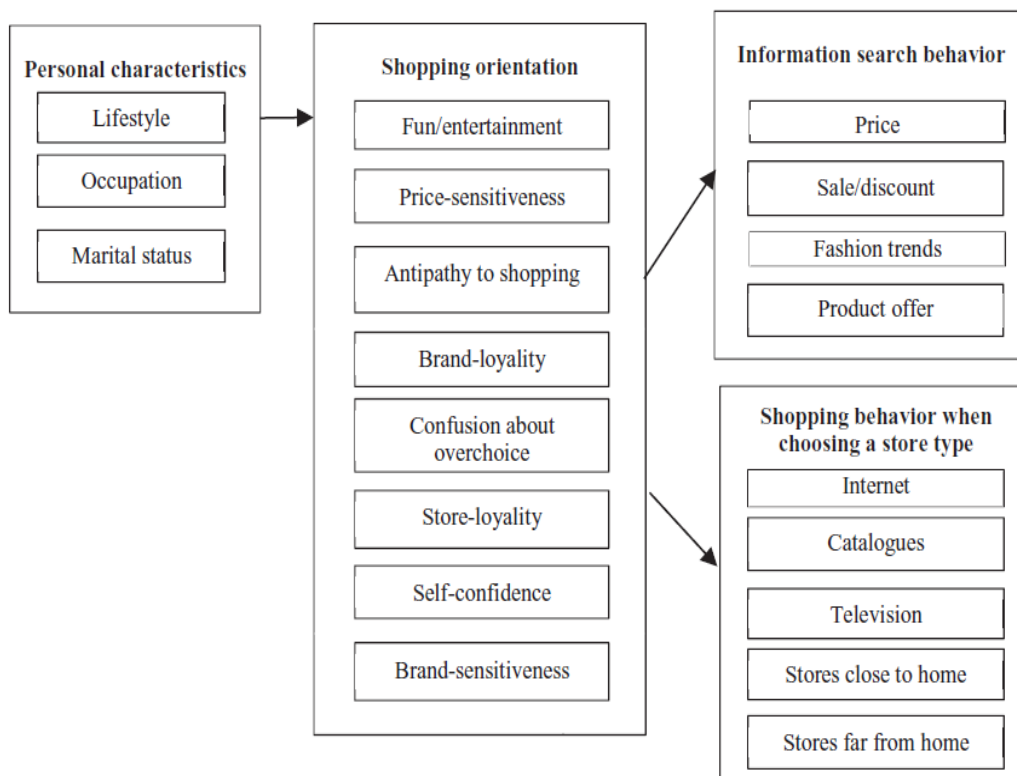 Personal characteristics
Lifestyle
Occupation
Marital status
Shopping orientation
Fun/entertainment
Price-sensitiveness
Antipathy to shopping
Brand-loyality
Confusion about
overchoice
Store-loyality
Self-confidence
Brand-sensitiveness
Information search behavior
Price
Sale/discount
Fashion trends
Product offer
Shopping behavior when
choosing a store type
Internet
Catalogues
Television
Stores close to home
Stores far from home